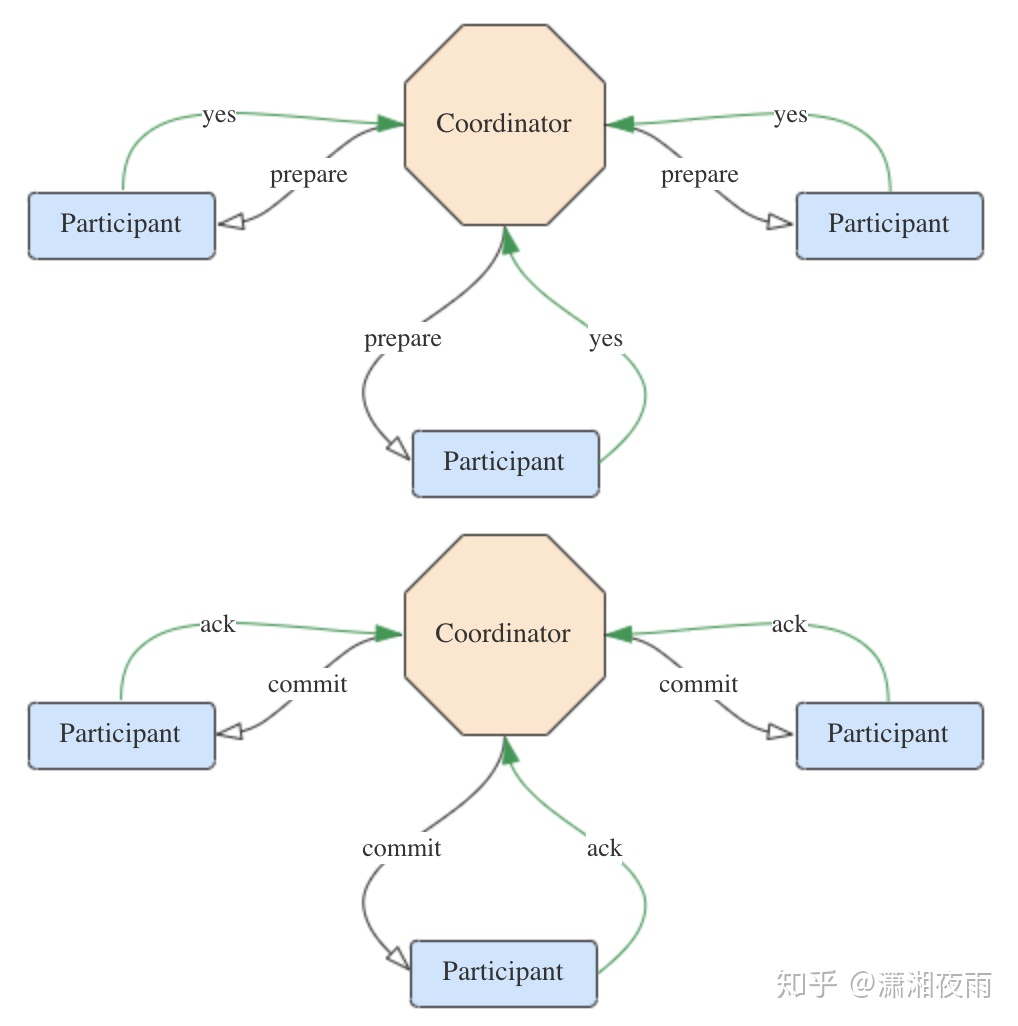 yes
Coordinator
yes
prepare
prepare
Participant
Participant
prepare
yes
Participant
ack
Coordinator
ack
commit
commit
Participant
Participant
commit
ack
Participant
知乎 @潇湘夜雨